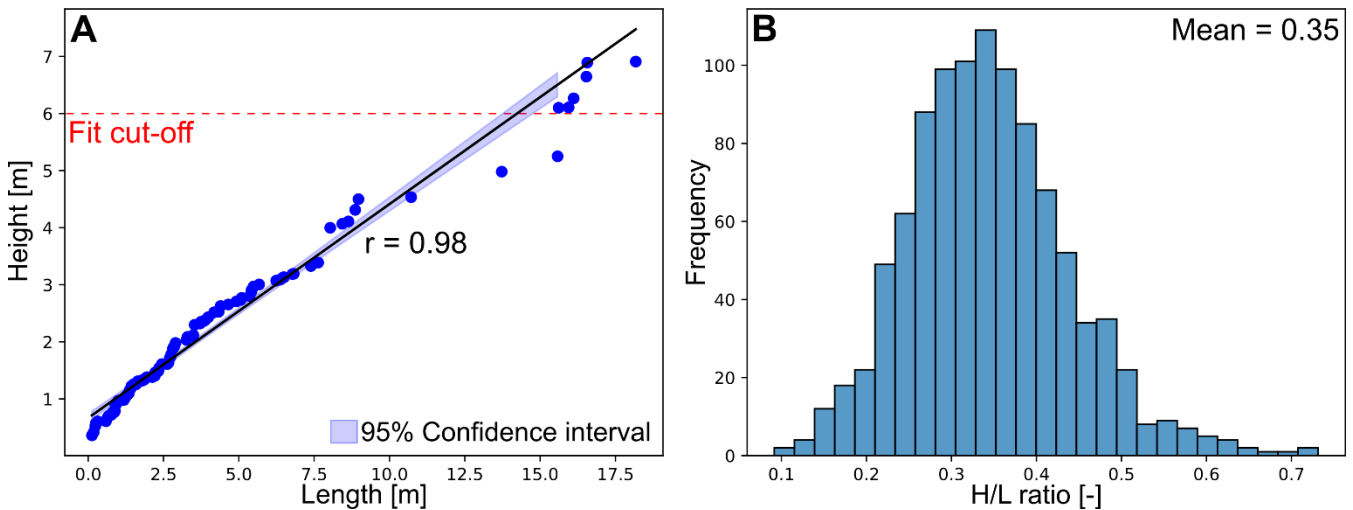 A
7
6
5
4
3
2
1
Height [m]
Fit cut-off
r = 0.98
95% Confidence interval
0.0 2.5 5.0 7.5 10.0 12.5 15.0 17.5
Length [m]
B
Mean = 0.35
100
80
60
40
20
0
Frequency
0.1 0.2 0.3 0.4 0.5 0.6 0.7
H/L ratio [-]